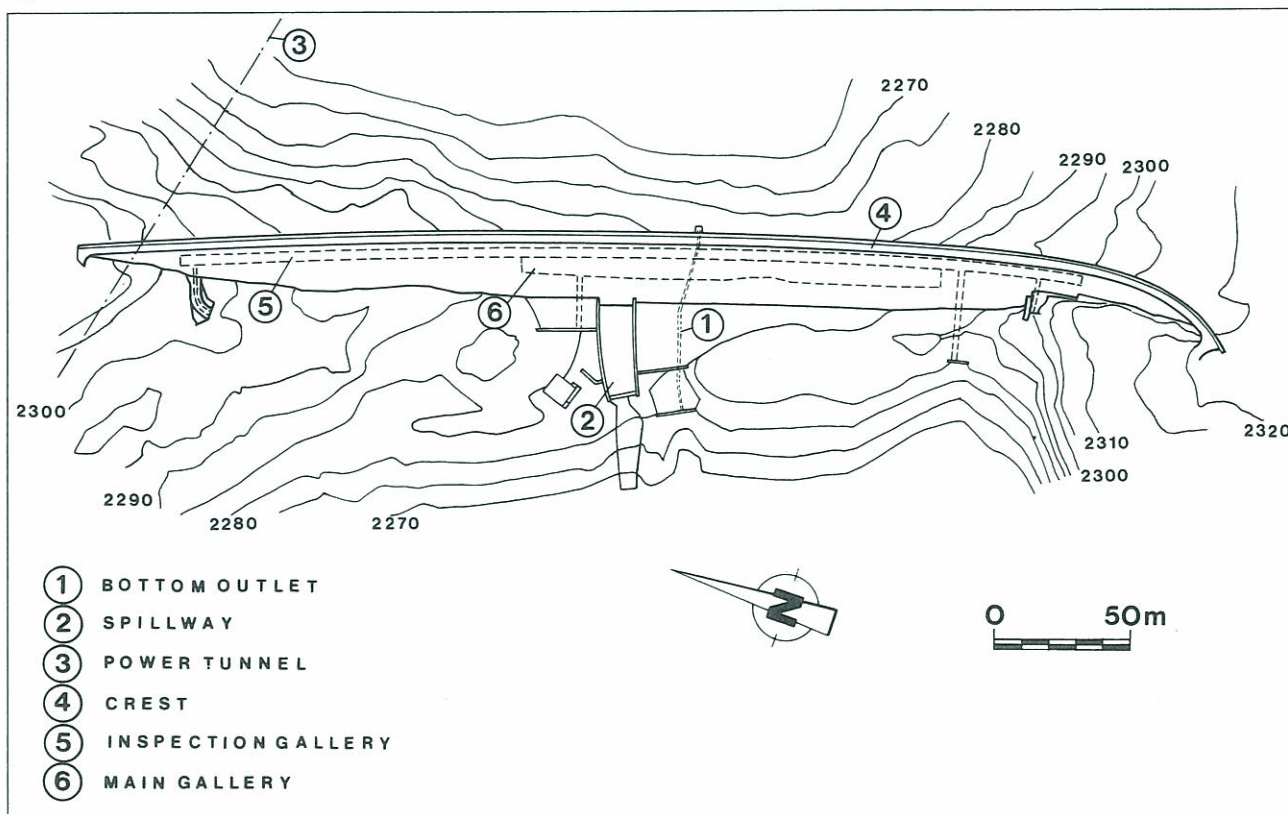 3
2270
2280
2290
2300
4
5
6
1
2
2300
2290
2280
2270
2310
2300
2320
1 BOTTOM OUTLET
2 SPILLWAY
3 POWER TUNNEL
4 CREST
5 INSPECTION GALLERY
6 MAIN GALLERY
N
0 50m